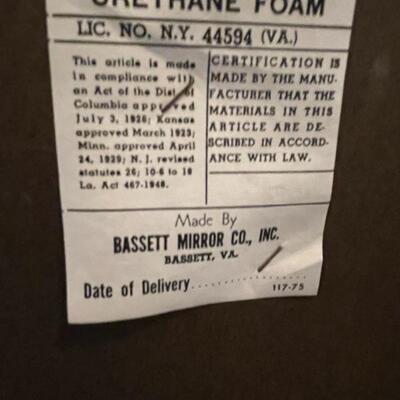 URETHANE FOAM
LIC. NO. N.Y. 44594 (VA.)
This article is made
in compliance with
an Act of the Dist of
Columbia approved
July 3, 1926; Kansas
approved March 1923;
Minn. approved April
24, 1929; N. J. revised
statutes 26; 10-6 to 18
La. Act 467-1948.
CERTIFICATION IS
MADE BY THE MANU-
FACTURER THAT THE
MATERIALS IN THIS
ARTICLE ARE DE-
SCRIBED IN ACCORD-
ANCE WITH LAW.
Made By
BASSETT MIRROR CO., INC.
BASSETT, VA.
Date of Delivery....................
117-75